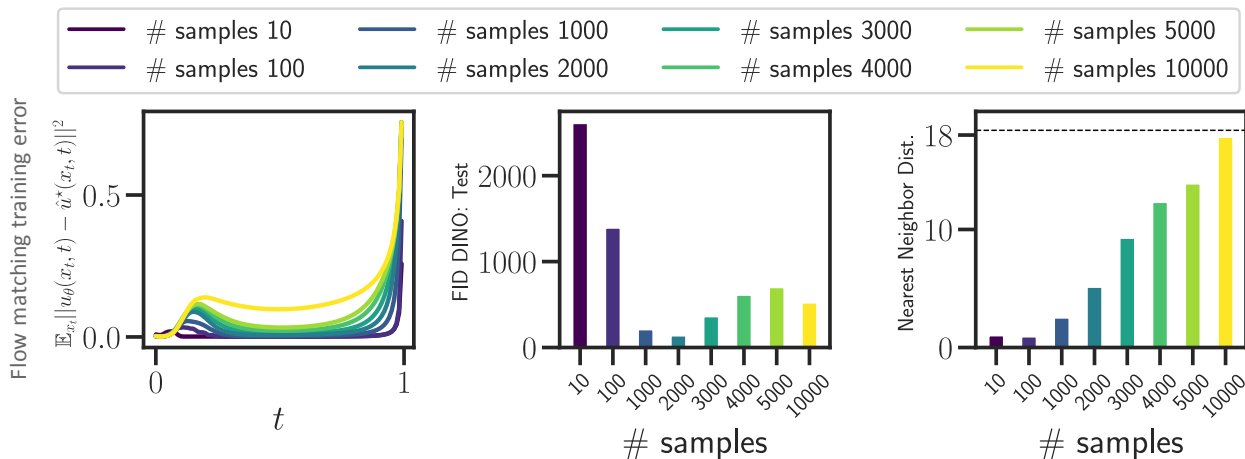 # samples 10
# samples 1000
# samples 3000
# samples 5000
# samples 100
# samples 2000
# samples 4000
# samples 10000
Flow matching training error
𝔼_{x_t}||u_θ(x_t, t) − û*(x_t, t)||²
0.5
0.0
0
1
t
FID DINO: Test
2000
1000
0
10
100
1000
2000
3000
4000
5000
10000
# samples
Nearest Neighbor Dist.
18
10
0
10
100
1000
2000
3000
4000
5000
10000
# samples